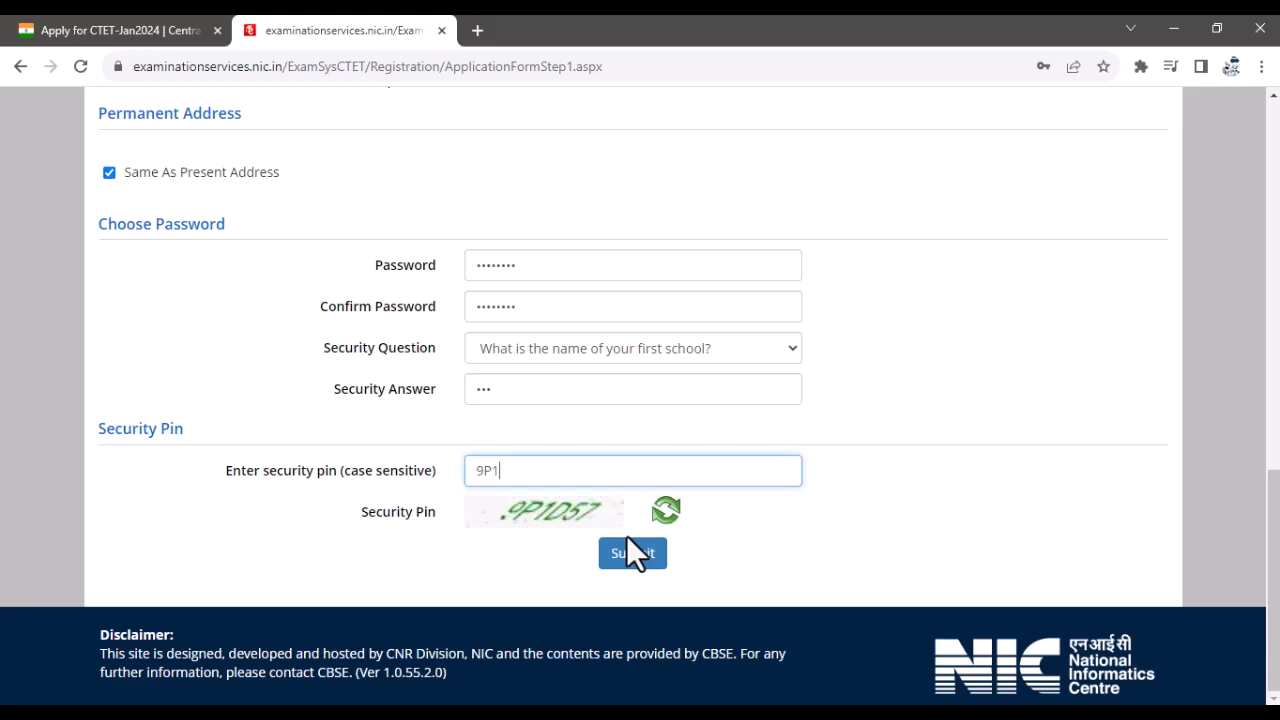 Apply for CTET-Jan2024 | Centra
examinationservices.nic.in/Exam
examinationservices.nic.in/ExamSysCTET/Registration/ApplicationFormStep1.aspx
Permanent Address
Same As Present Address
Choose Password
Password ••••••••
Confirm Password ••••••••
Security Question What is the name of your first school?
Security Answer •••
Security Pin
Enter security pin (case sensitive) 9P1
Security Pin 9P1D57
Submit
Disclaimer:
This site is designed, developed and hosted by CNR Division, NIC and the contents are provided by CBSE. For any
further information, please contact CBSE. (Ver 1.0.55.2.0)
NIC एन आई सी
National
Informatics
Centre